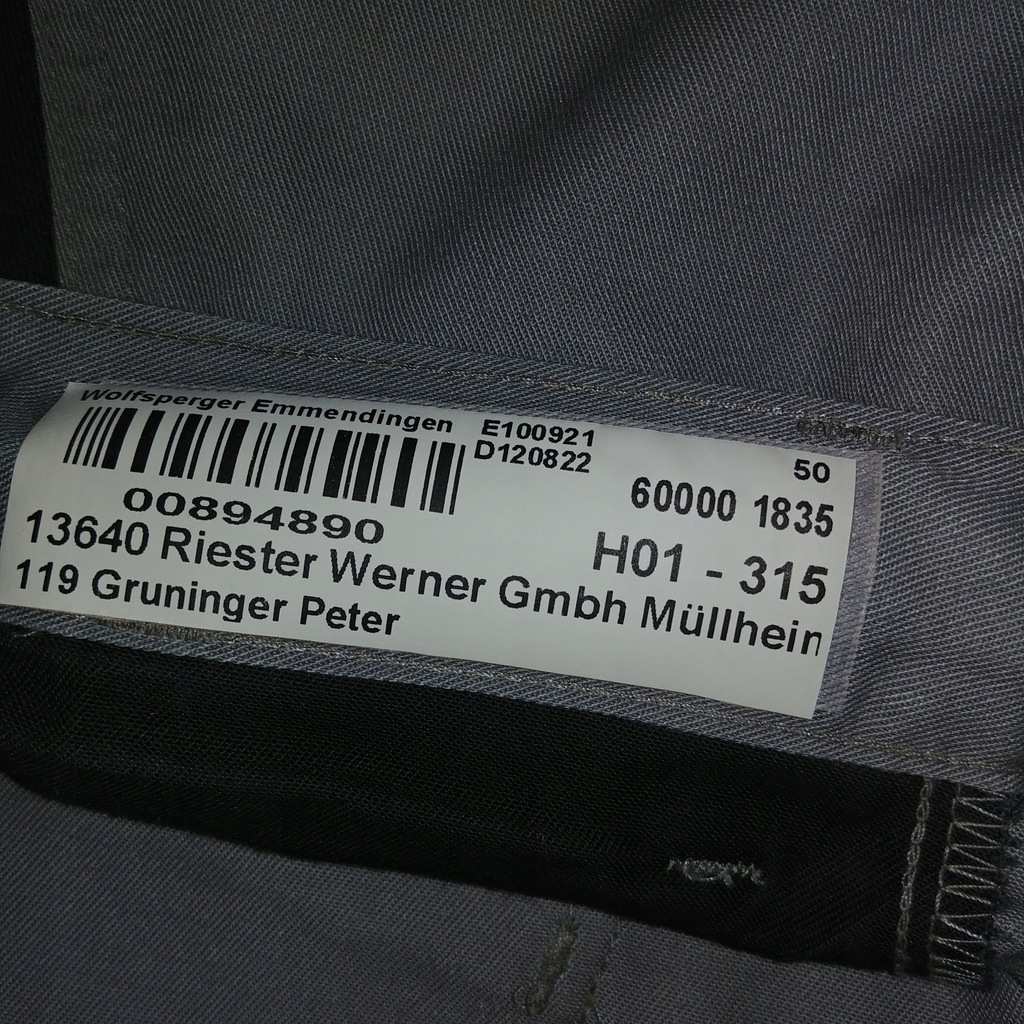 Wolfsperger Emmendingen E100921
D120822
50
60000 1835
00894890
H01 - 315
13640 Riester Werner Gmbh Müllhein
119 Gruninger Peter